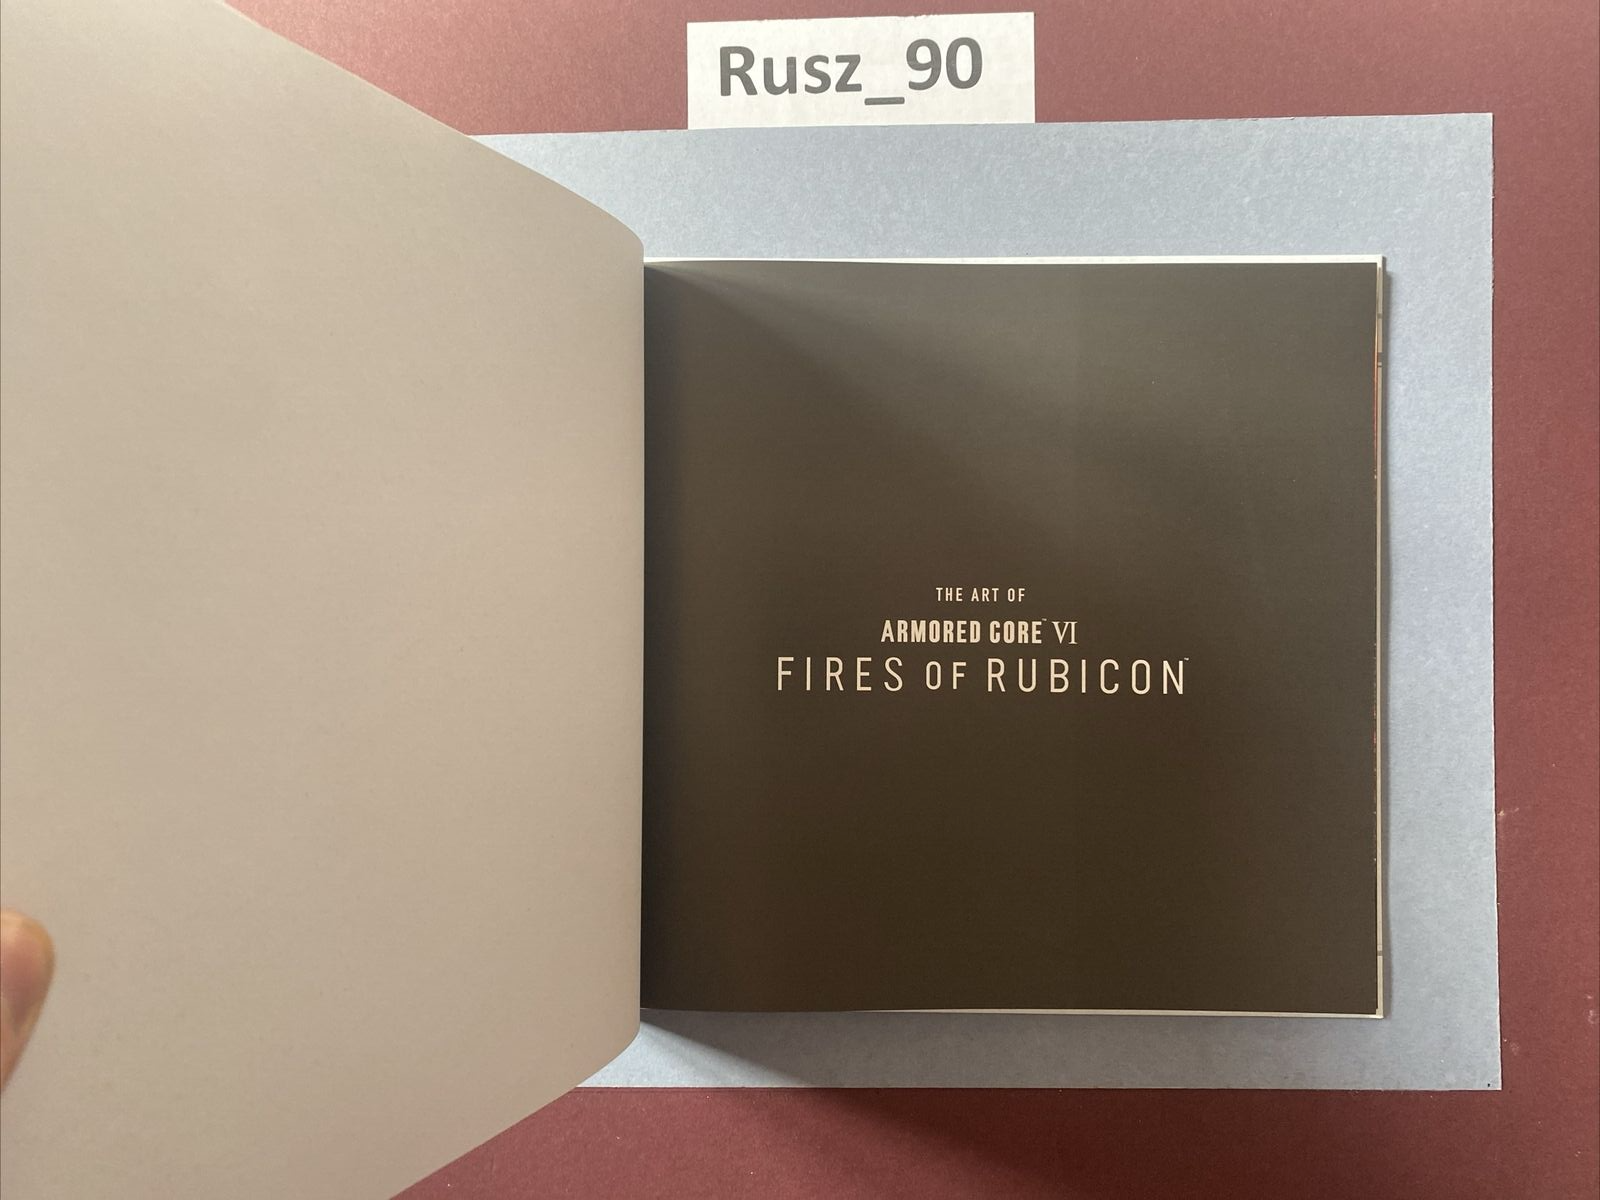 Rusz_90
THE ART OF
ARMORED CORE™ VI
FIRES OF RUBICON™